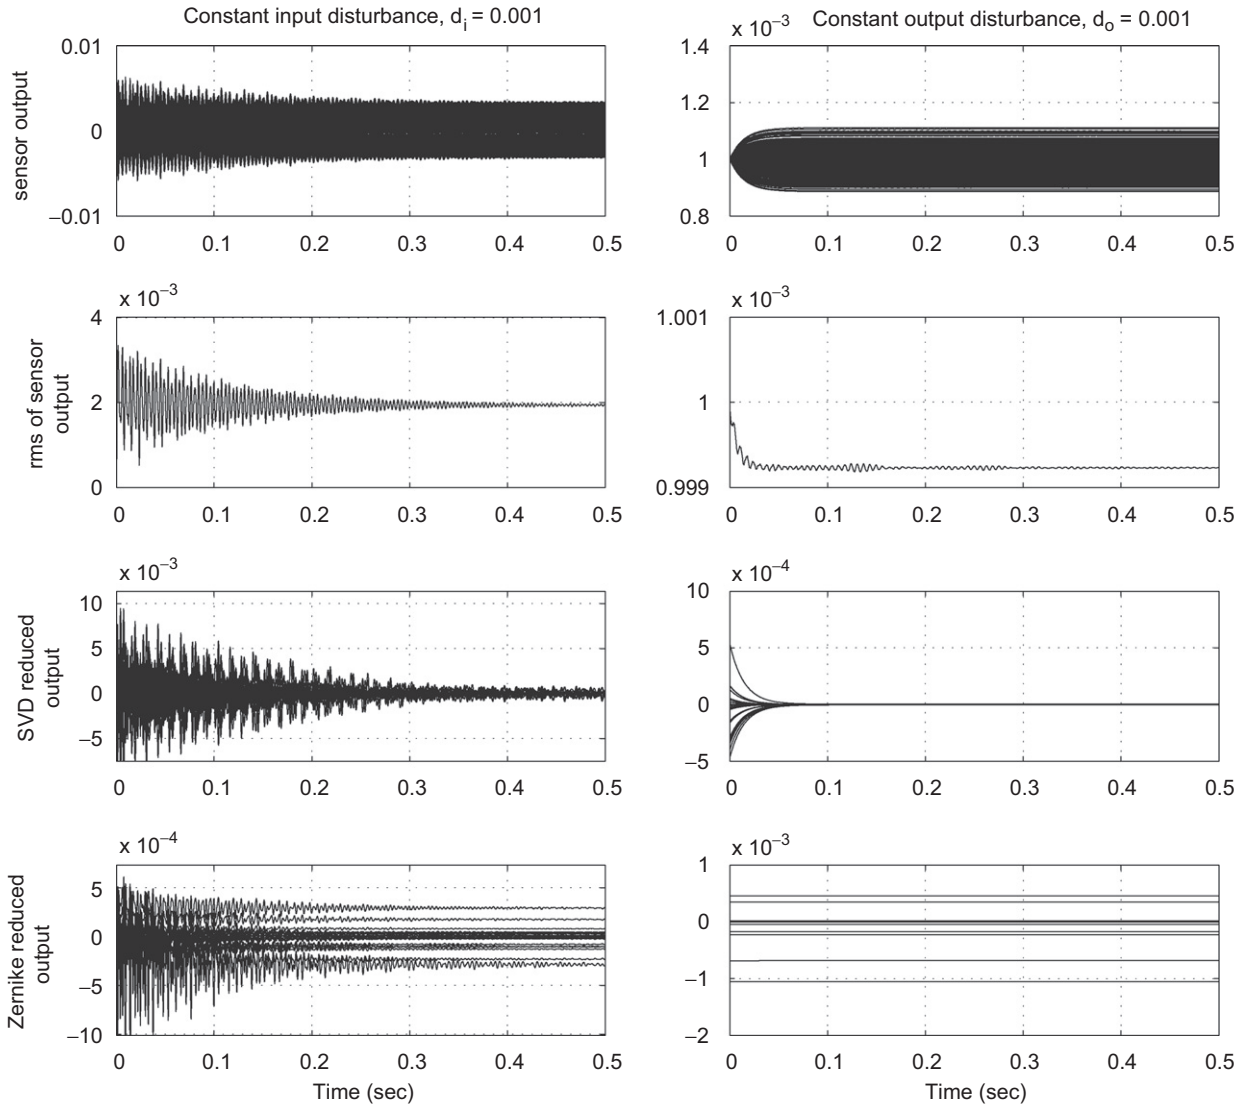 Constant input disturbance, dᵢ = 0.001
sensor output
0.01
0
–0.01
0 0.1 0.2 0.3 0.4 0.5
Constant output disturbance, dₒ = 0.001
x 10⁻³
1.4
1.2
1
0.8
0 0.1 0.2 0.3 0.4 0.5
rms of sensor
output
x 10⁻³
4
2
0
0 0.1 0.2 0.3 0.4 0.5
x 10⁻³
1.001
1
0.999
0 0.1 0.2 0.3 0.4 0.5
SVD reduced
output
x 10⁻³
10
5
0
–5
0 0.1 0.2 0.3 0.4 0.5
x 10⁻⁴
10
5
0
–5
0 0.1 0.2 0.3 0.4 0.5
Zernike reduced
output
x 10⁻⁴
5
0
–5
–10
0 0.1 0.2 0.3 0.4 0.5
Time (sec)
x 10⁻³
1
0
–1
–2
0 0.1 0.2 0.3 0.4 0.5
Time (sec)